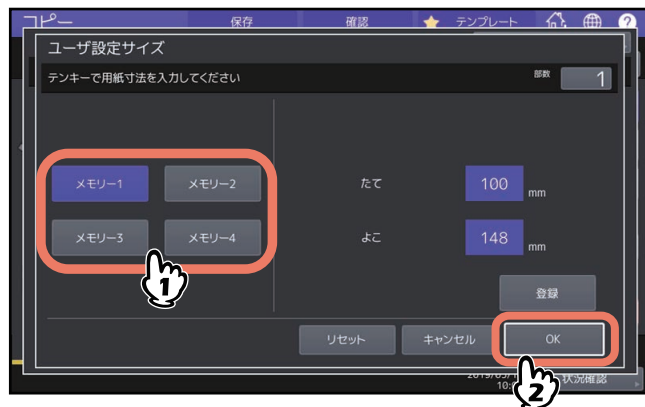 コピー 保存 確認 テンプレート ?
ユーザ設定サイズ
テンキーで用紙寸法を入力してください 部数 1
メモリー1 メモリー2 たて 100 mm
メモリー3 メモリー4 よこ 148 mm
1
登録
リセット キャンセル OK
状況確認
10:
2